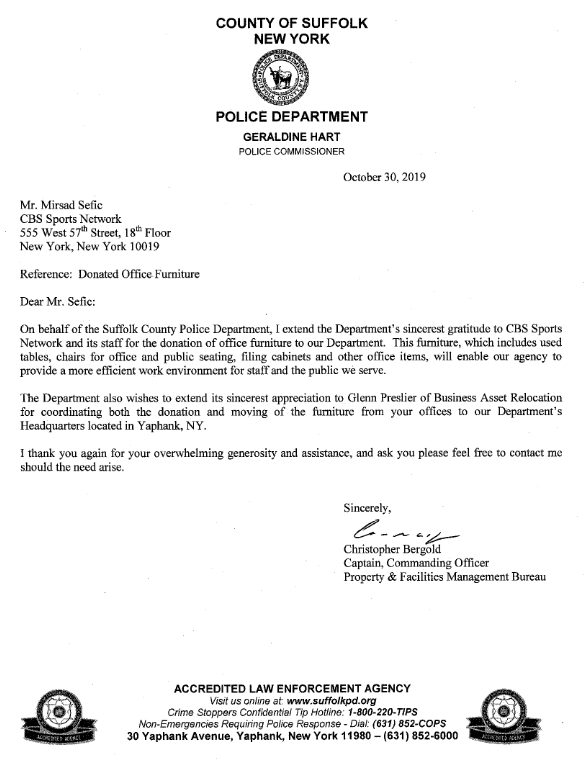 COUNTY OF SUFFOLK
NEW YORK
POLICE DEPARTMENT
GERALDINE HART
POLICE COMMISSIONER
October 30, 2019
Mr. Mirsad Sefic
CBS Sports Network
555 West 57th Street, 18th Floor
New York, New York 10019
Reference: Donated Office Furniture
Dear Mr. Sefic:
On behalf of the Suffolk County Police Department, I extend the Department's sincerest gratitude to CBS Sports
Network and its staff for the donation of office furniture to our Department. This furniture, which includes used
tables, chairs for office and public seating, filing cabinets and other office items, will enable our agency to
provide a more efficient work environment for staff and the public we serve.
The Department also wishes to extend its sincerest appreciation to Glenn Preslier of Business Asset Relocation
for coordinating both the donation and moving of the furniture from your offices to our Department's
Headquarters located in Yaphank, NY.
I thank you again for your overwhelming generosity and assistance, and ask you please feel free to contact me
should the need arise.
Sincerely,
Christopher Bergold
Captain, Commanding Officer
Property & Facilities Management Bureau
ACCREDITED LAW ENFORCEMENT AGENCY
Visit us online at: www.suffolkpd.org
Crime Stoppers Confidential Tip Hotline: 1-800-220-TIPS
Non-Emergencies Requiring Police Response - Dial: (631) 852-COPS
30 Yaphank Avenue, Yaphank, New York 11980 – (631) 852-6000
ACCREDITED AGENCY
ACCREDITED AGENCY